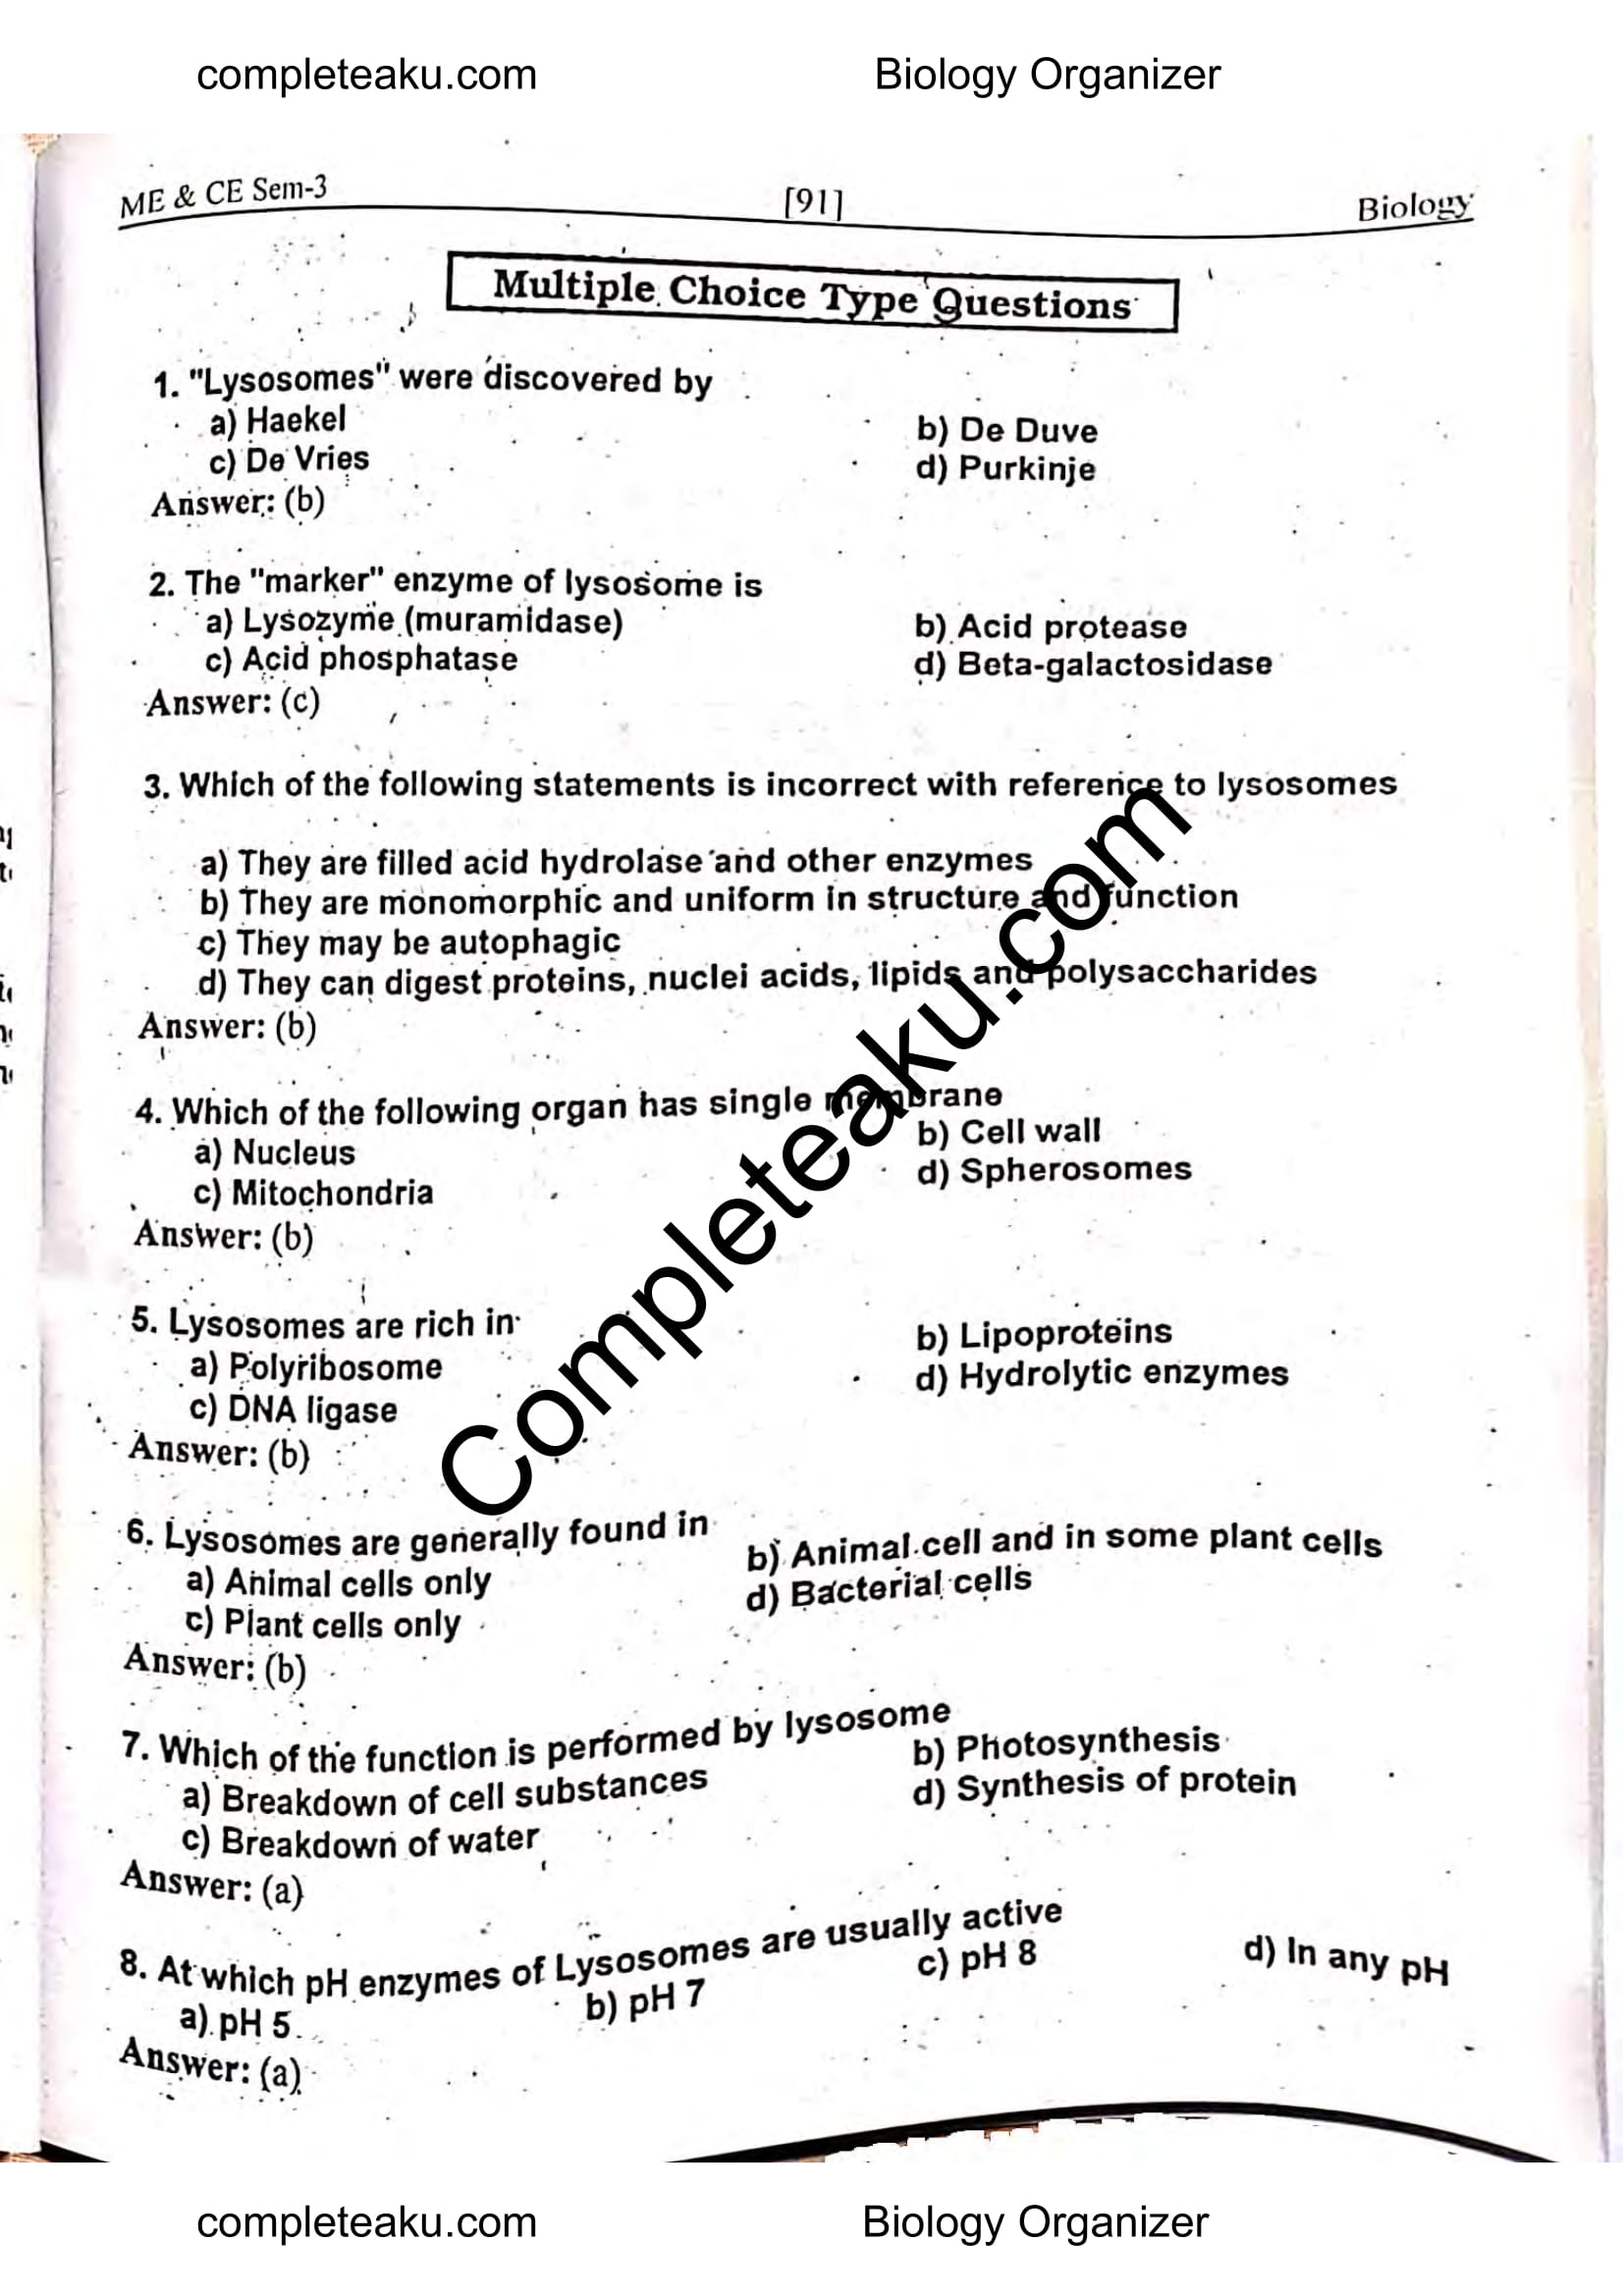 completeaku.com Biology Organizer
ME & CE Sem-3 [91] Biology
Multiple Choice Type Questions
1. "Lysosomes" were discovered by
a) Haekel b) De Duve
c) De Vries d) Purkinje
Answer: (b)
2. The "marker" enzyme of lysosome is
a) Lysozyme (muramidase) b) Acid protease
c) Acid phosphatase d) Beta-galactosidase
Answer: (c)
3. Which of the following statements is incorrect with reference to lysosomes
a) They are filled acid hydrolase and other enzymes
b) They are monomorphic and uniform in structure and function
c) They may be autophagic
d) They can digest proteins, nuclei acids, lipids and polysaccharides
Answer: (b)
4. Which of the following organ has single membrane
a) Nucleus b) Cell wall
c) Mitochondria d) Spherosomes
Answer: (b)
5. Lysosomes are rich in
a) Polyribosome b) Lipoproteins
c) DNA ligase d) Hydrolytic enzymes
Answer: (b)
6. Lysosomes are generally found in
a) Animal cells only b) Animal cell and in some plant cells
c) Plant cells only d) Bacterial cells
Answer: (b)
7. Which of the function is performed by lysosome
a) Breakdown of cell substances b) Photosynthesis
c) Breakdown of water d) Synthesis of protein
Answer: (a)
8. At which pH enzymes of Lysosomes are usually active
a) pH 5 b) pH 7 c) pH 8 d) In any pH
Answer: (a)
Completeaku.com
completeaku.com Biology Organizer